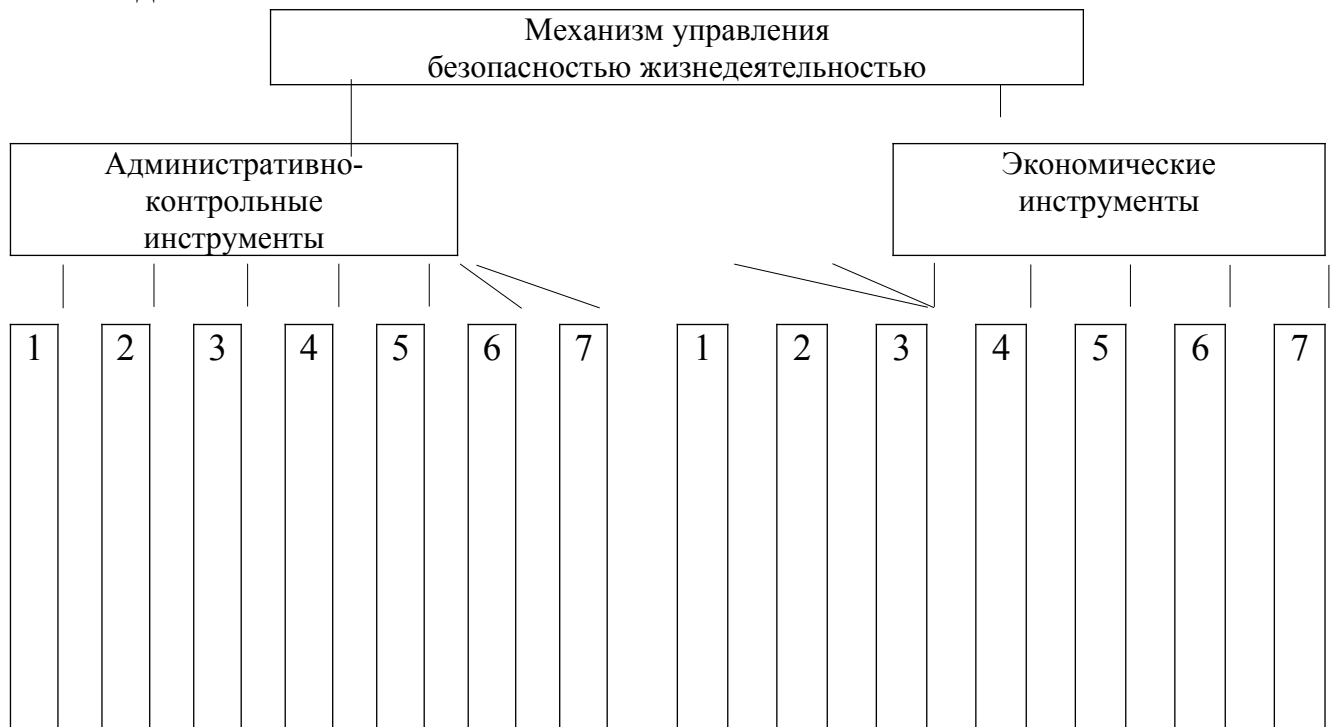 Механизм управления
безопасностью жизнедеятельностью
Административно-
контрольные
инструменты
Экономические
инструменты
1 2 3 4 5 6 7 1 2 3 4 5 6 7